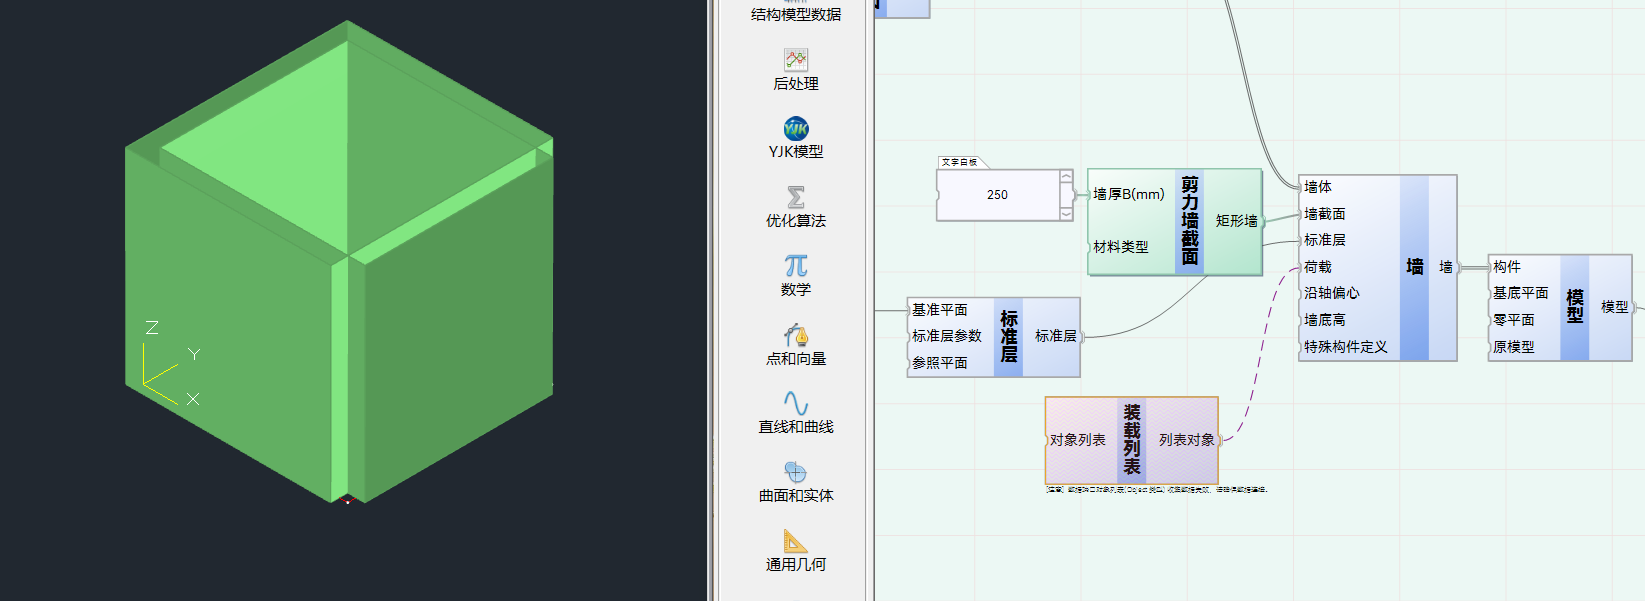 Z
Y
X
结构模型数据
后处理
YJK
YJK模型
优化算法
数学
点和向量
直线和曲线
曲面和实体
通用几何
文字白板
250
墙厚B(mm)
材料类型
剪力墙截面
矩形墙
基准平面
标准层参数
参照平面
标准层
标准层
对象列表
装载列表
列表对象
墙体
墙截面
标准层
荷载
沿轴偏心
墙底高
特殊构件定义
墙
墙
构件
基底平面
零平面
原模型
模型
模型